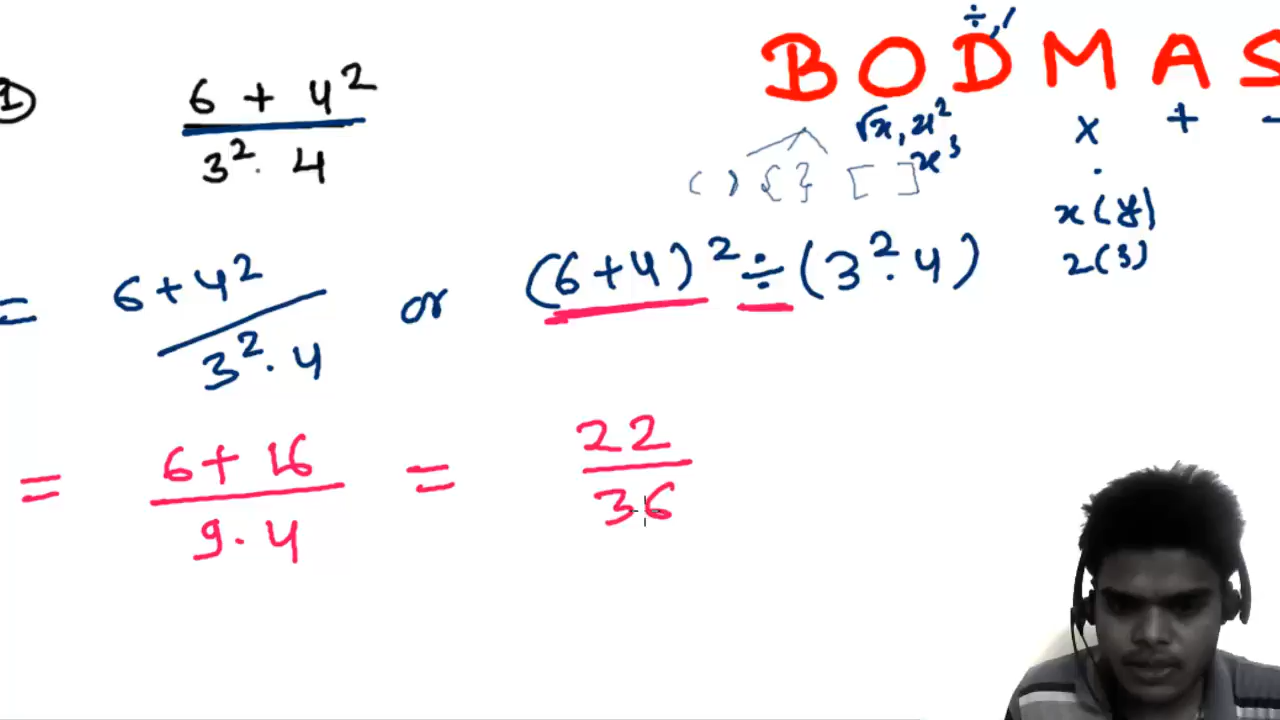 ÷, /
B O D M A S
① 6 + 4²
3² · 4
√x, x² x + -
x³
( ) { } [ ] ·
x(y)
2(3)
= 6+4² / 3² · 4 or (6+4)² ÷ (3² · 4)
= 6+16 / 9 · 4 = 22 / 36